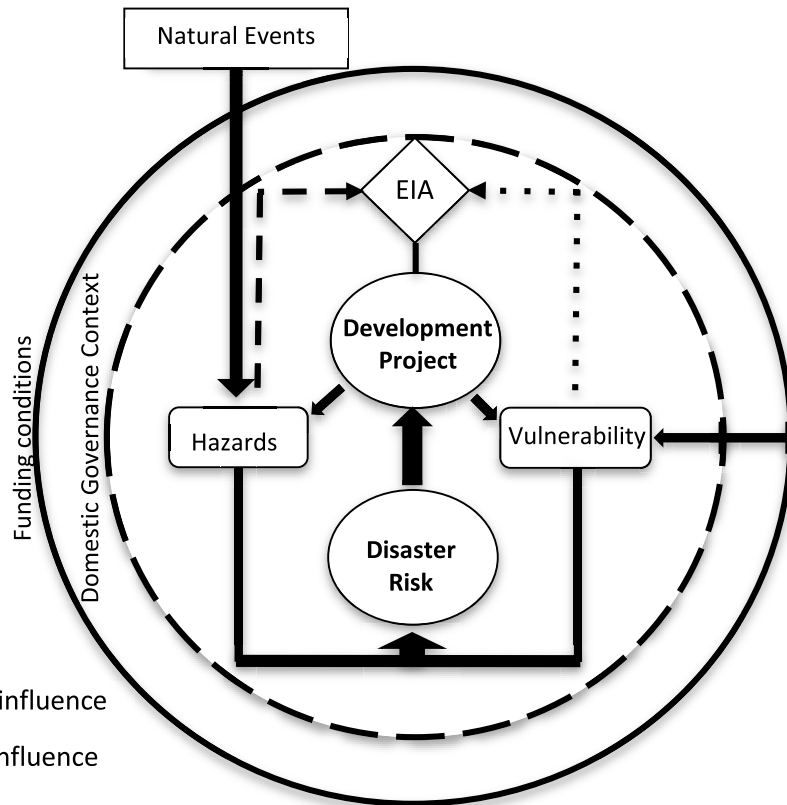 Natural Events
EIA
Development
Project
Funding conditions
Domestic Governance Context
Hazards
Vulnerability
Disaster
Risk
influence
nfluence